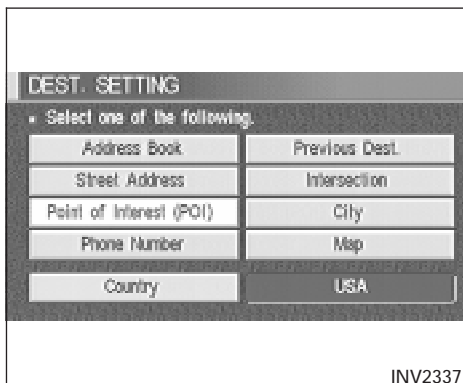 DEST. SETTING
Select one of the following.
Address Book Previous Dest.
Street Address Intersection
Point of Interest (POI) City
Phone Number Map
Country USA
INV2337